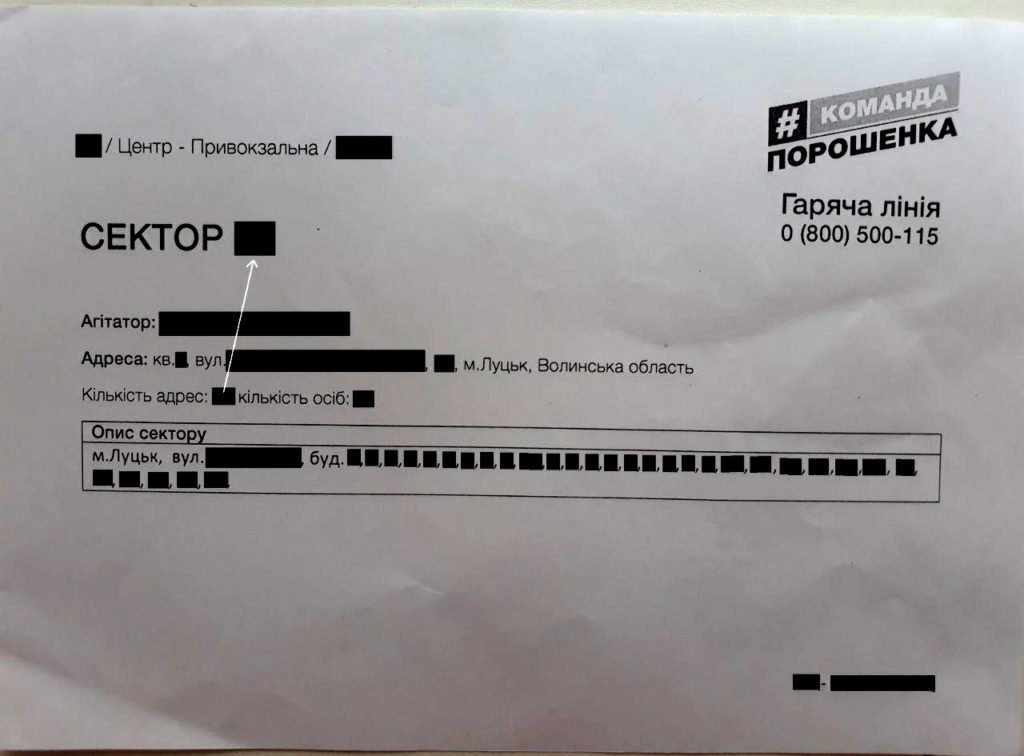 / Центр - Привокзальна /
# КОМАНДА
ПОРОШЕНКА
Гаряча лінія
0 (800) 500-115
СЕКТОР
Агітатор:
Адреса: кв. , вул. , , м.Луцьк, Волинська область
Кількість адрес: кількість осіб:
Опис сектору
м.Луцьк, вул. , буд.